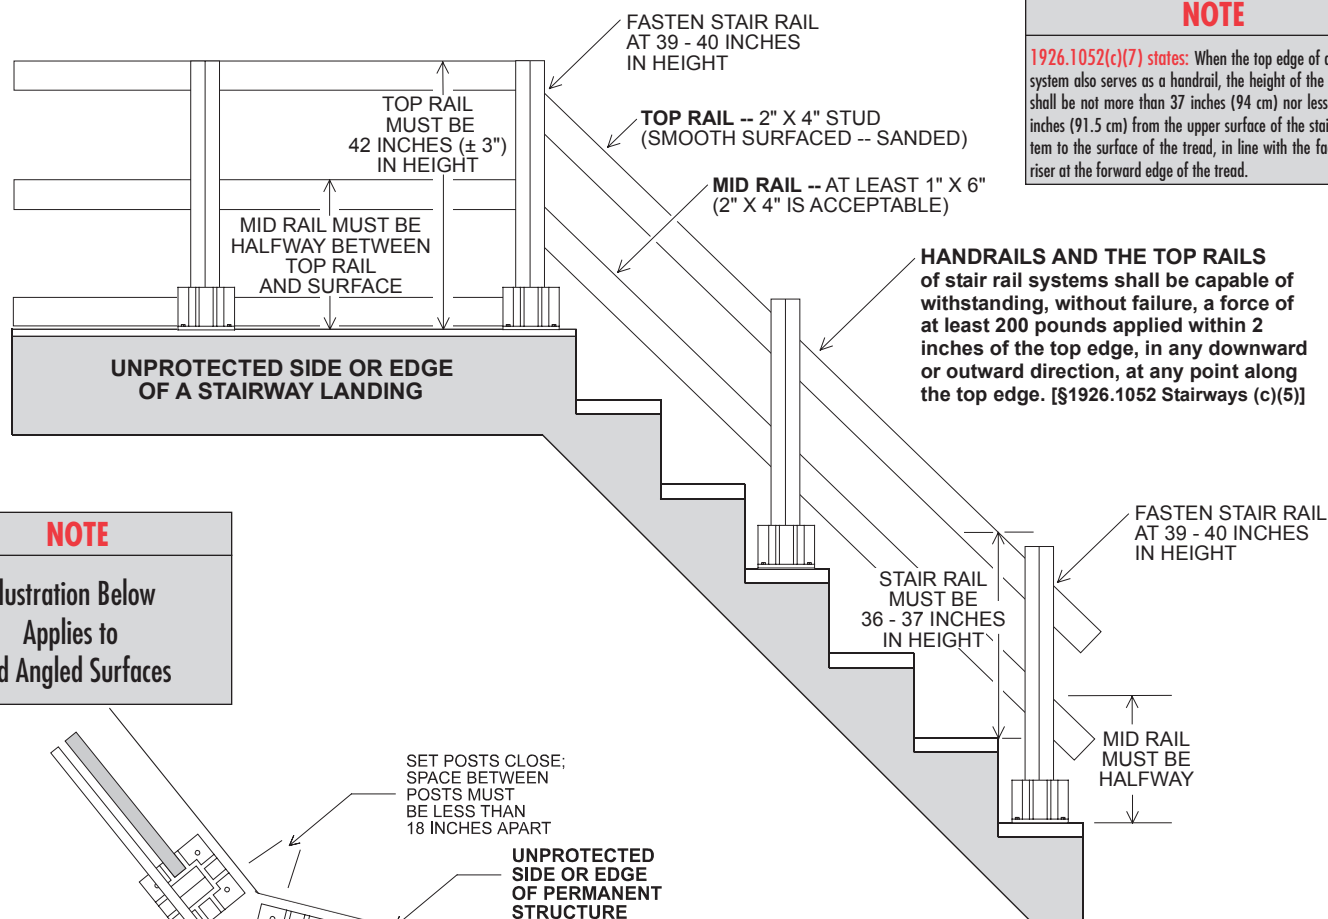 FASTEN STAIR RAIL
AT 39 - 40 INCHES
IN HEIGHT
TOP RAIL
MUST BE
42 INCHES (± 3")
IN HEIGHT
TOP RAIL -- 2" X 4" STUD
(SMOOTH SURFACED -- SANDED)
MID RAIL -- AT LEAST 1" X 6"
(2" X 4" IS ACCEPTABLE)
MID RAIL MUST BE
HALFWAY BETWEEN
TOP RAIL
AND SURFACE
NOTE
1926.1052(c)(7) states: When the top edge of
system also serves as a handrail, the height of the
shall be not more than 37 inches (94 cm) nor less
inches (91.5 cm) from the upper surface of the
tem to the surface of the tread, in line with the
riser at the forward edge of the tread.
HANDRAILS AND THE TOP RAILS
of stair rail systems shall be capable of
withstanding, without failure, a force of
at least 200 pounds applied within 2
inches of the top edge, in any downward
or outward direction, at any point along
the top edge. [§1926.1052 Stairways (c)(5)]
UNPROTECTED SIDE OR EDGE
OF A STAIRWAY LANDING
FASTEN STAIR RAIL
AT 39 - 40 INCHES
IN HEIGHT
STAIR RAIL
MUST BE
36 - 37 INCHES
IN HEIGHT
MID RAIL
MUST BE
HALFWAY
NOTE
lustration Below
Applies to
d Angled Surfaces
SET POSTS CLOSE;
SPACE BETWEEN
POSTS MUST
BE LESS THAN
18 INCHES APART
UNPROTECTED
SIDE OR EDGE
OF PERMANENT
STRUCTURE